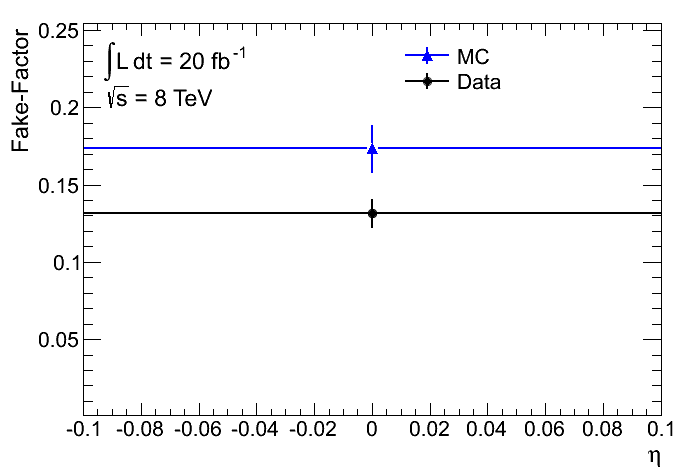 Fake-Factor
0.25
0.2
0.15
0.1
0.05
∫L dt = 20 fb⁻¹
√s = 8 TeV
MC
Data
-0.1 -0.08 -0.06 -0.04 -0.02 0 0.02 0.04 0.06 0.08 0.1
η